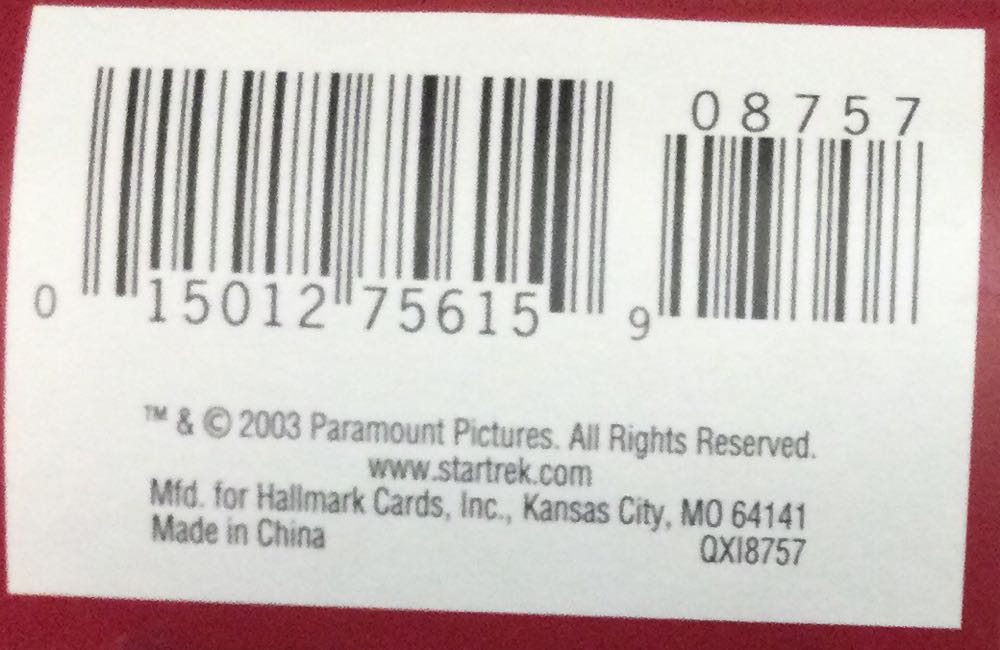 08757
0 15012 75615 9
™ & © 2003 Paramount Pictures. All Rights Reserved.
www.startrek.com
Mfd. for Hallmark Cards, Inc., Kansas City, MO 64141
Made in China QXI8757